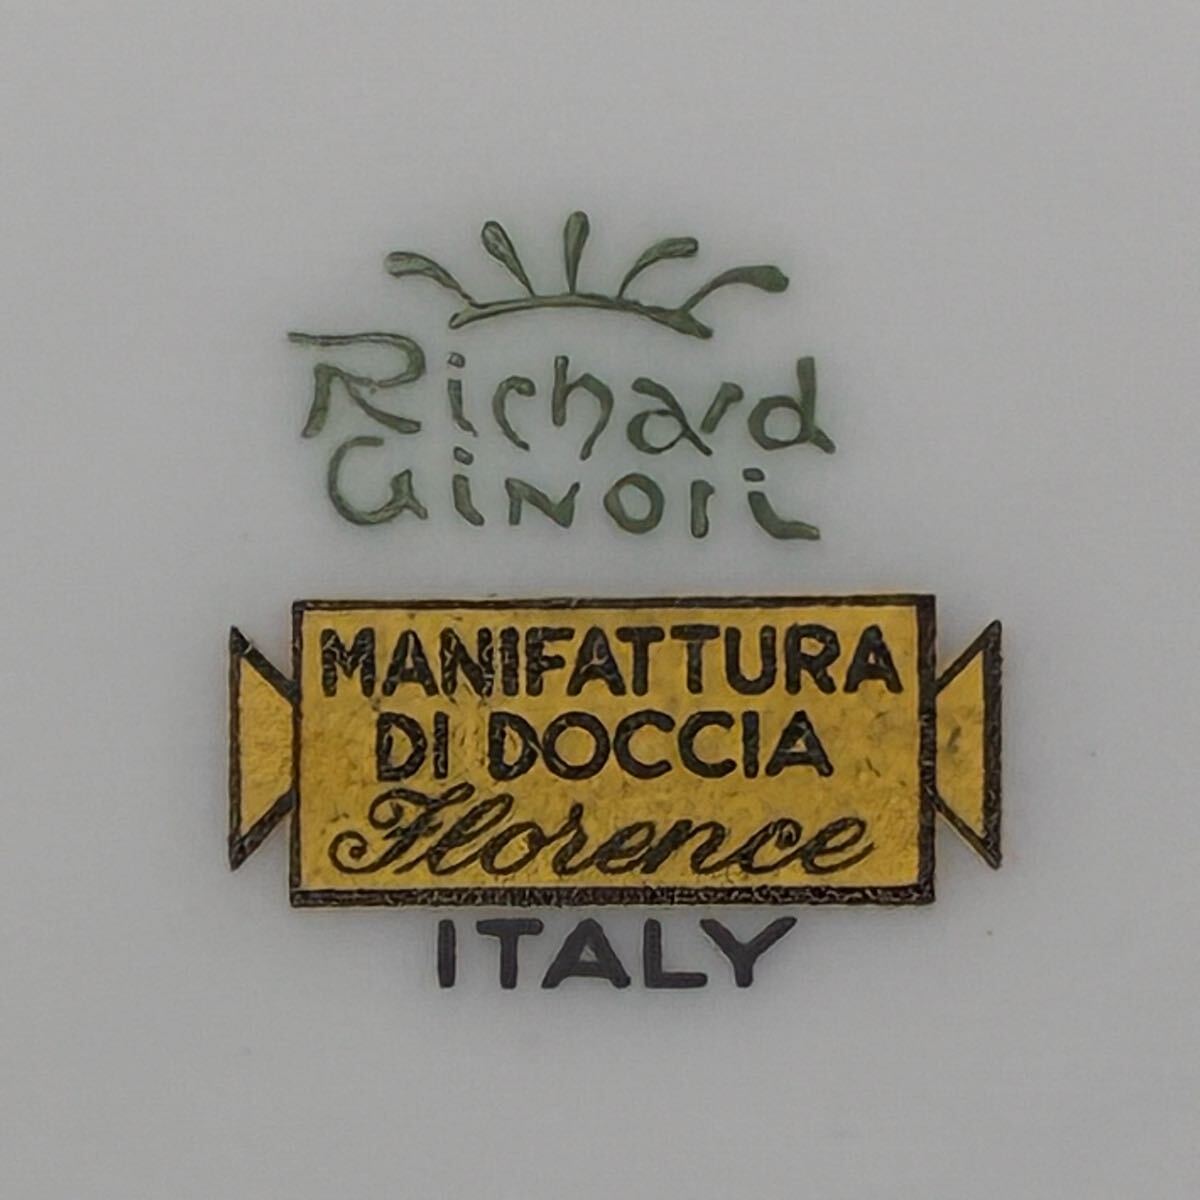 Richard
Ginori
MANIFATTURA
DI DOCCIA
Florence
ITALY